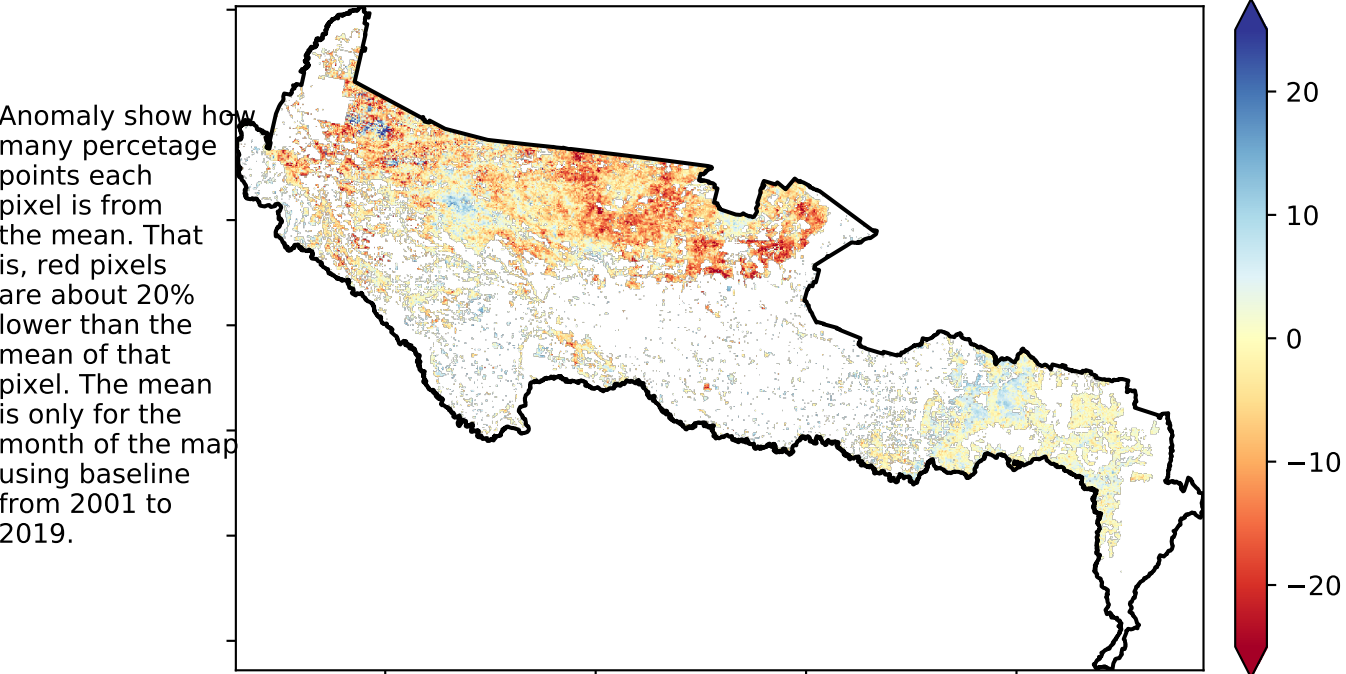 Anomaly show how
many percetage
points each
pixel is from
the mean. That
is, red pixels
are about 20%
lower than the
mean of that
pixel. The mean
is only for the
month of the map
using baseline
from 2001 to
2019.
20
10
0
−10
−20